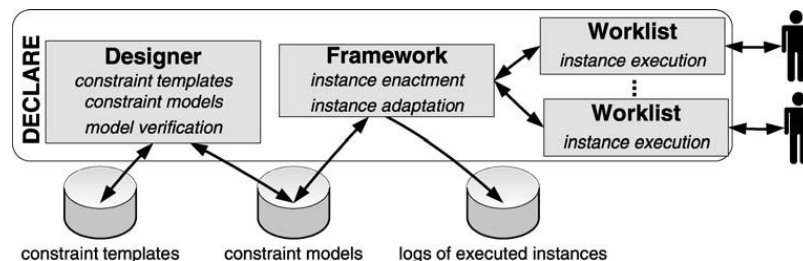 DECLARE
Designer
constraint templates
constraint models
model verification
Framework
instance enactment
instance adaptation
Worklist
instance execution
Worklist
instance execution
constraint templates
constraint models
logs of executed instances